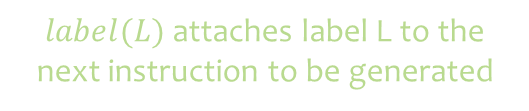 label(L) attaches label L to the
next instruction to be generated